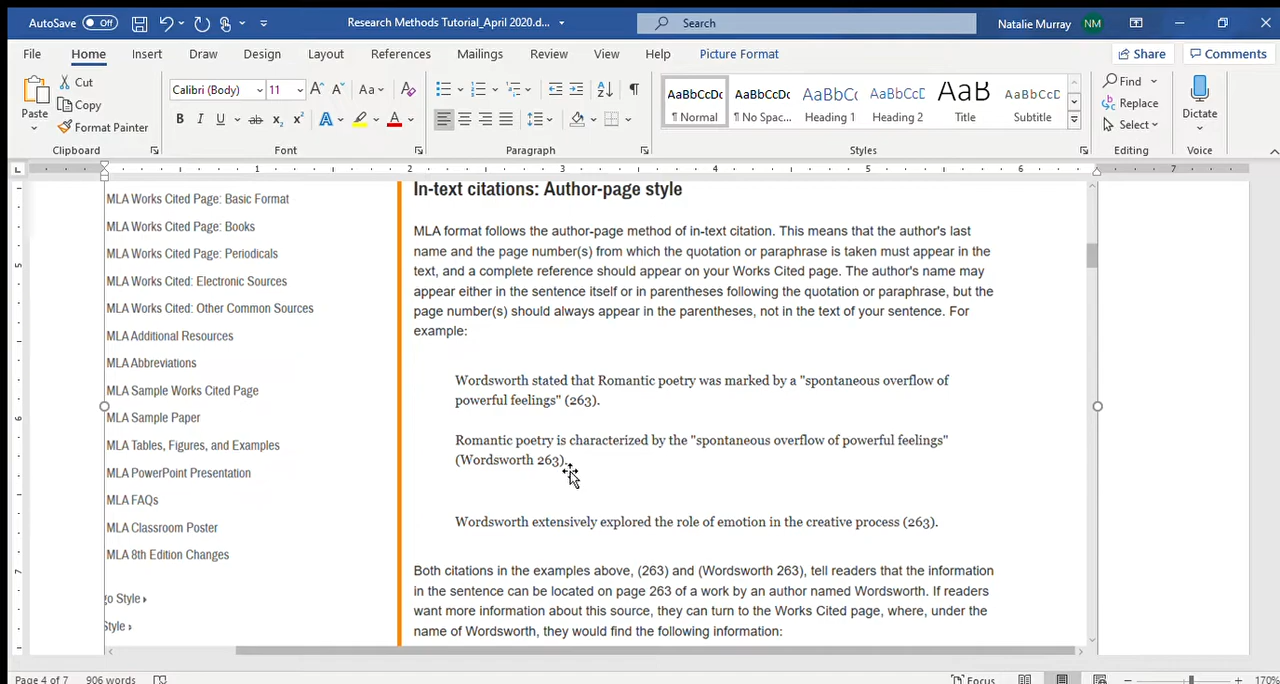 AutoSave Off Research Methods Tutorial_April 2020.d... Search Natalie Murray NM
File Home Insert Draw Design Layout References Mailings Review View Help Picture Format Share Comments
Paste Cut Copy Format Painter
Calibri (Body) 11
AaBbCcDc AaBbCcDc AaBbCc AaBbCcD AaB AaBbCcD
¶ Normal ¶ No Spac... Heading 1 Heading 2 Title Subtitle
Find Replace Select Dictate
Clipboard Font Paragraph Styles Editing Voice
1 2 3 4 5 6 7
In-text citations: Author-page style
MLA Works Cited Page: Basic Format
MLA Works Cited Page: Books
MLA Works Cited Page: Periodicals
MLA Works Cited: Electronic Sources
MLA Works Cited: Other Common Sources
MLA Additional Resources
MLA Abbreviations
MLA Sample Works Cited Page
MLA Sample Paper
MLA Tables, Figures, and Examples
MLA PowerPoint Presentation
MLA FAQs
MLA Classroom Poster
MLA 8th Edition Changes
go Style
Style
MLA format follows the author-page method of in-text citation. This means that the author's last
name and the page number(s) from which the quotation or paraphrase is taken must appear in the
text, and a complete reference should appear on your Works Cited page. The author's name may
appear either in the sentence itself or in parentheses following the quotation or paraphrase, but the
page number(s) should always appear in the parentheses, not in the text of your sentence. For
example:
Wordsworth stated that Romantic poetry was marked by a "spontaneous overflow of
powerful feelings" (263).
Romantic poetry is characterized by the "spontaneous overflow of powerful feelings"
(Wordsworth 263).
Wordsworth extensively explored the role of emotion in the creative process (263).
Both citations in the examples above, (263) and (Wordsworth 263), tell readers that the information
in the sentence can be located on page 263 of a work by an author named Wordsworth. If readers
want more information about this source, they can turn to the Works Cited page, where, under the
name of Wordsworth, they would find the following information:
Page 4 of 7 906 words Focus 170%